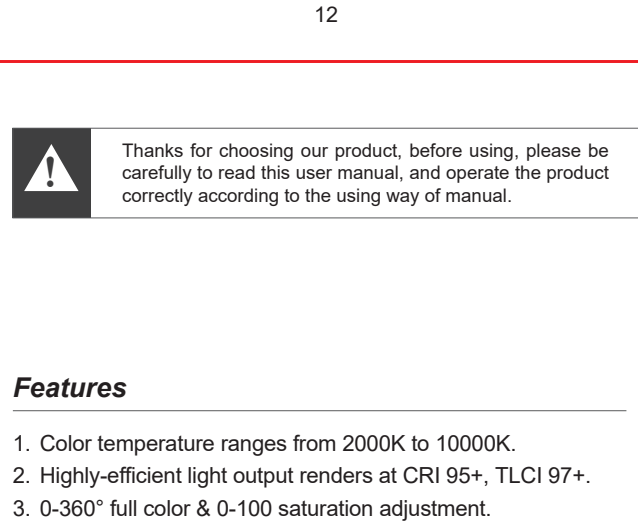 12
Thanks for choosing our product, before using, please be
carefully to read this user manual, and operate the product
correctly according to the using way of manual.
Features
1. Color temperature ranges from 2000K to 10000K.
2. Highly-efficient light output renders at CRI 95+, TLCI 97+.
3. 0-360° full color & 0-100 saturation adjustment.